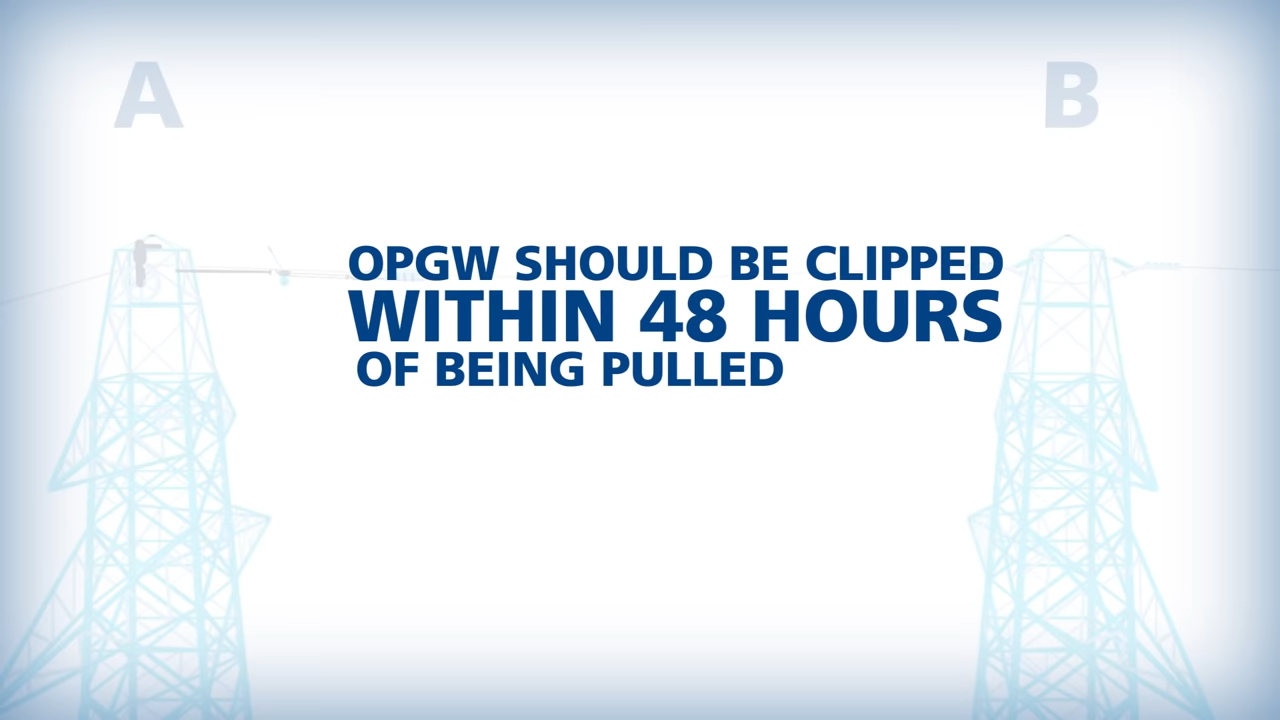 A
B
OPGW SHOULD BE CLIPPED
WITHIN 48 HOURS
OF BEING PULLED